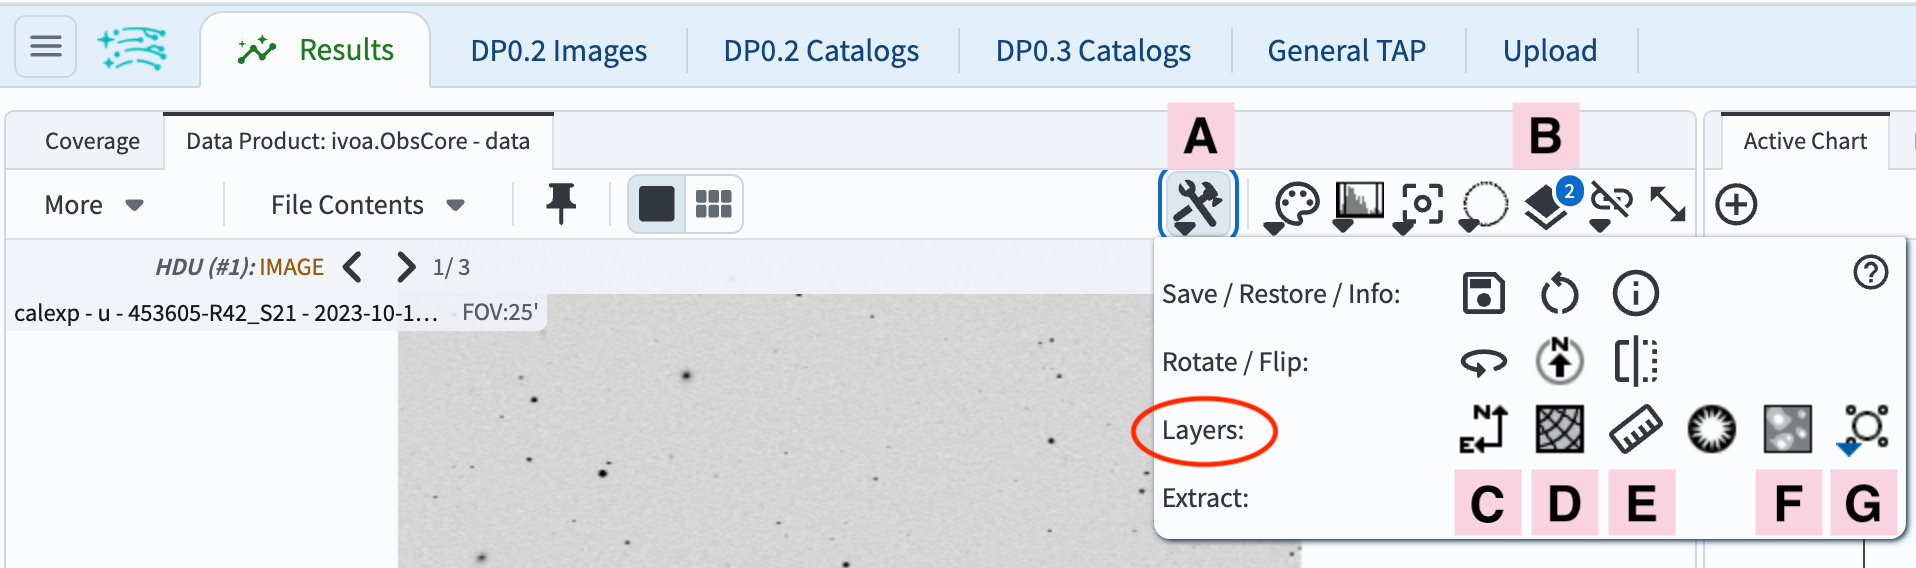 Results
DP0.2 Images
DP0.2 Catalogs
DP0.3 Catalogs
General TAP
Upload
A
B
Coverage
Data Product: ivoa.ObsCore - data
Active Chart
More
File Contents
2
HDU (#1): IMAGE
1/ 3
calexp - u - 453605-R42_S21 - 2023-10-1...
FOV:25'
Save / Restore / Info:
Rotate / Flip:
N
Layers:
N
E
Extract:
C
D
E
F
G